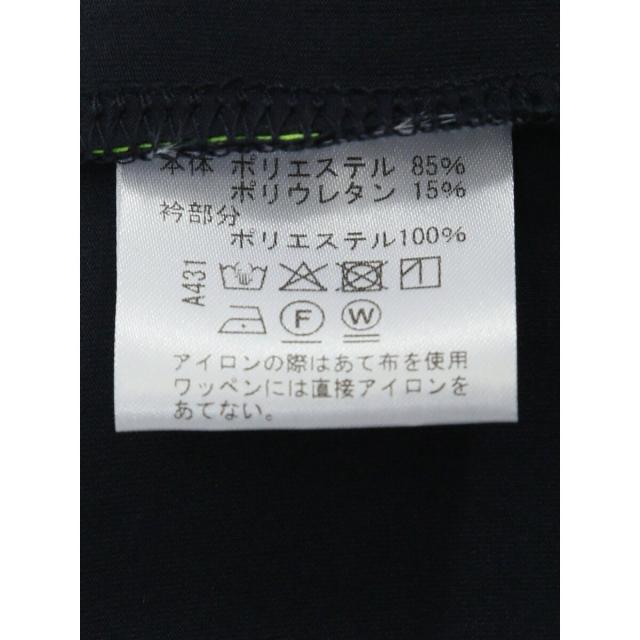 本体 ポリエステル 85%
ポリウレタン 15%
衿部分
ポリエステル100%
A431
F W
アイロンの際はあて布を使用
ワッペンには直接アイロンを
あてない。